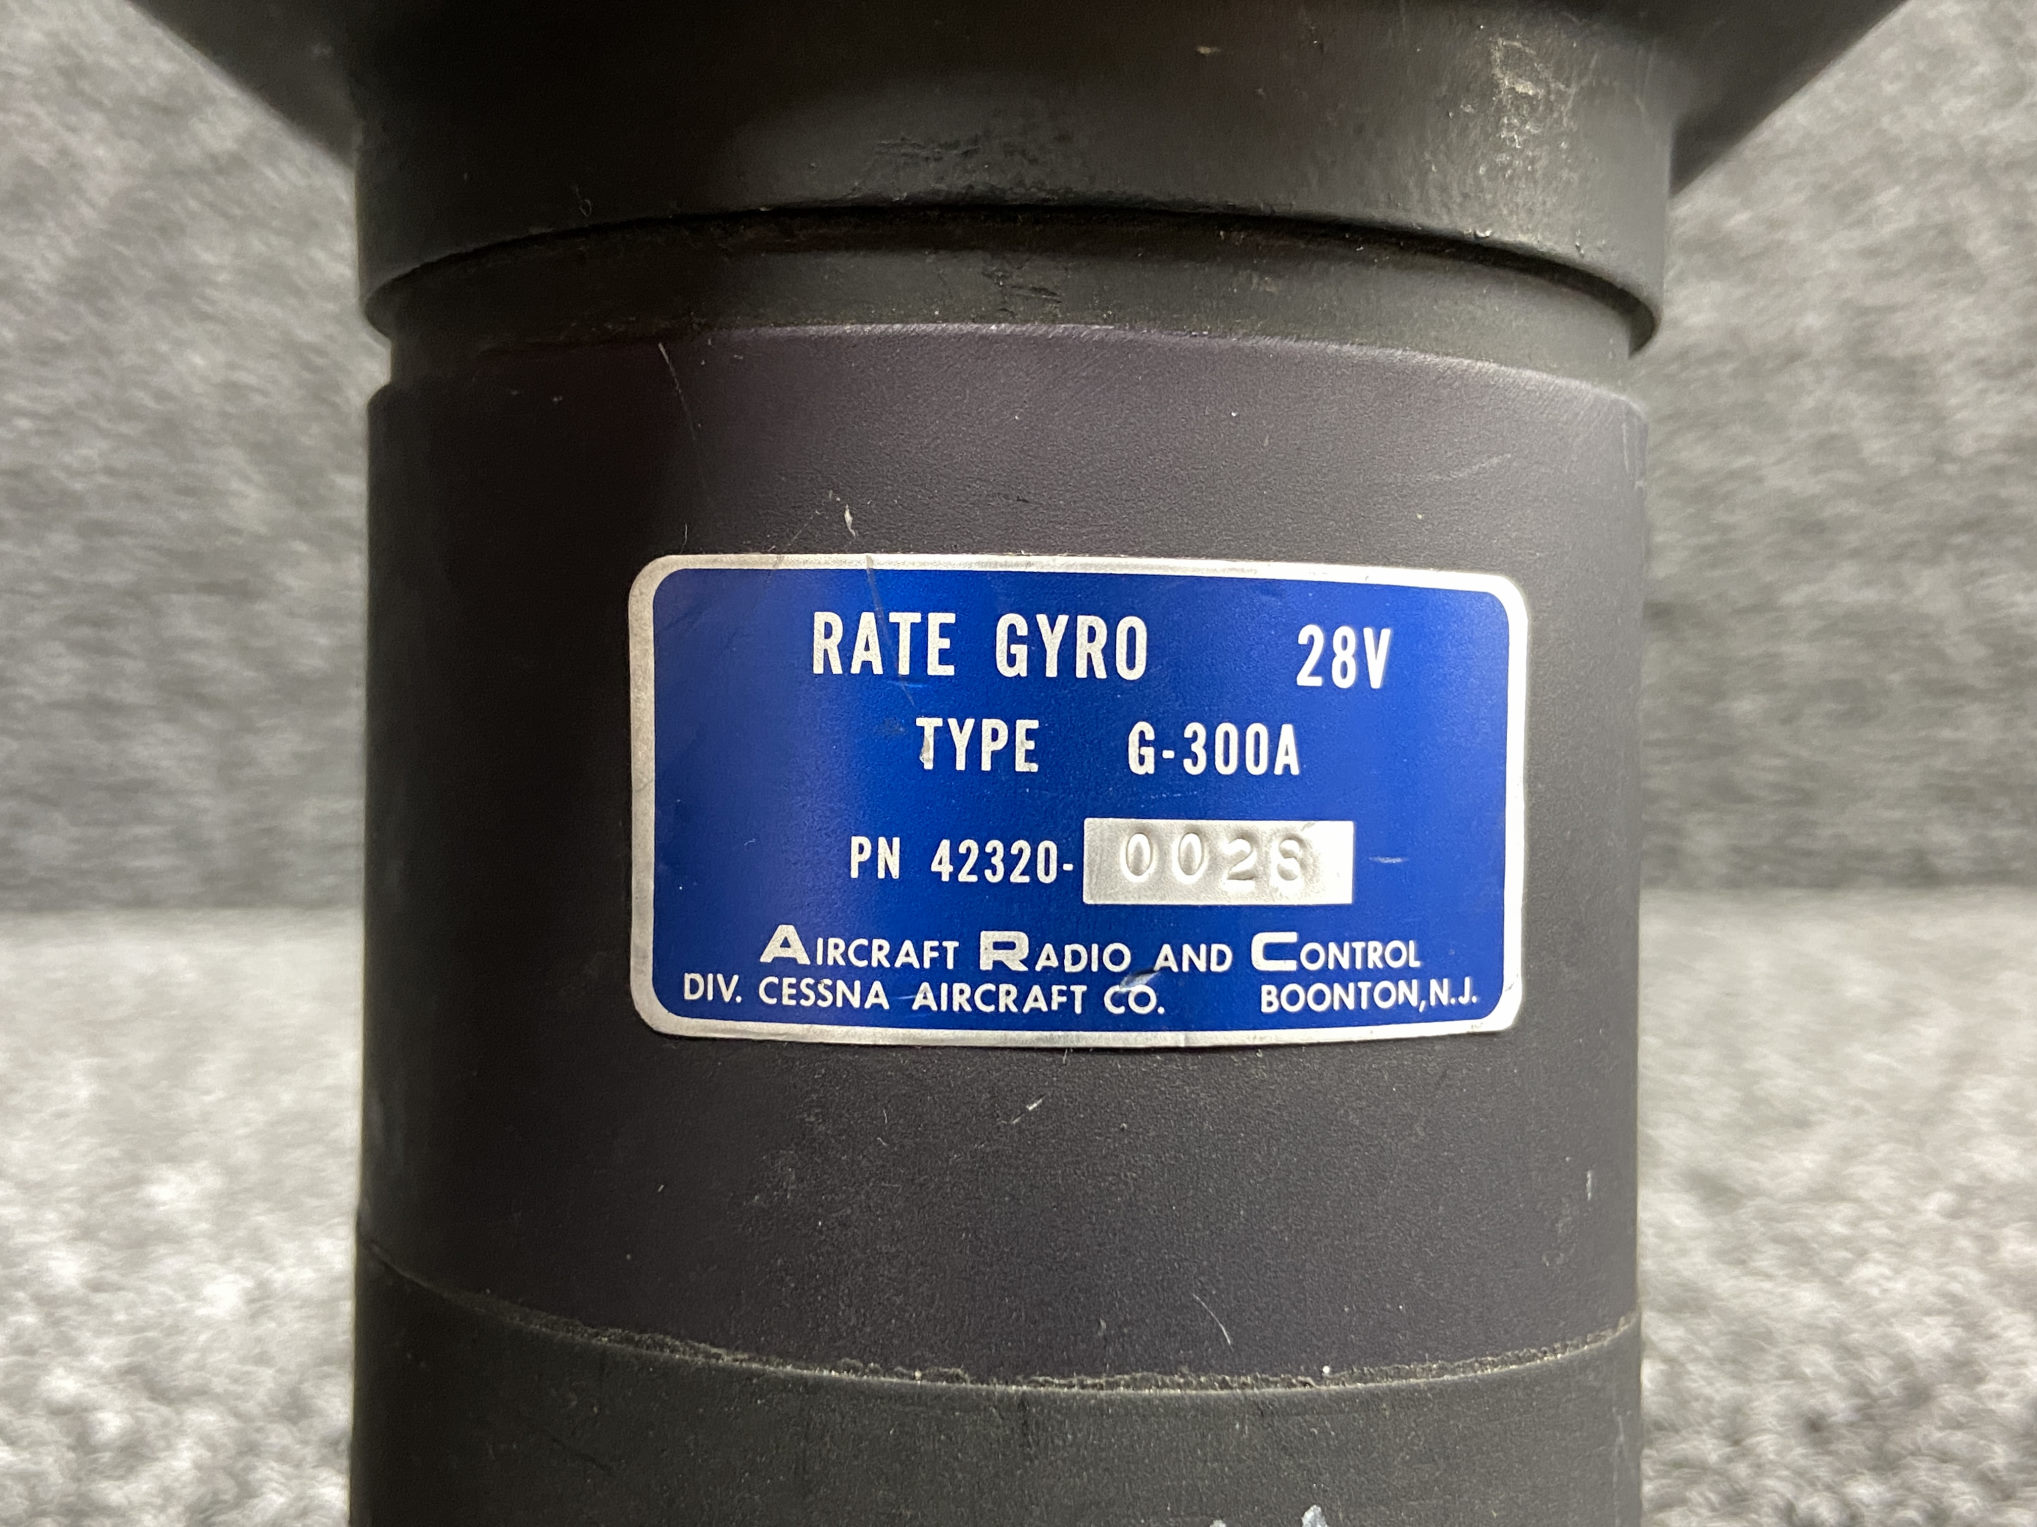 RATE GYRO 28V
TYPE G-300A
PN 42320-0028
AIRCRAFT RADIO AND CONTROL
DIV. CESSNA AIRCRAFT CO. BOONTON, N.J.